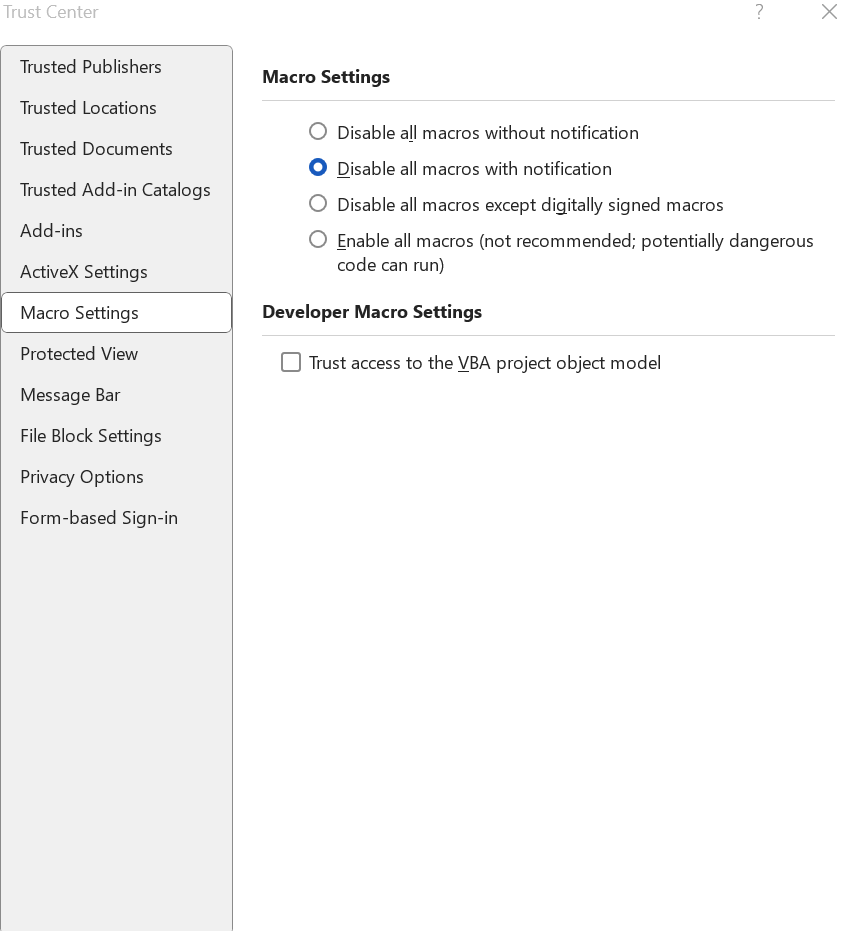 Trust Center
?
Trusted Publishers
Trusted Locations
Trusted Documents
Trusted Add-in Catalogs
Add-ins
ActiveX Settings
Macro Settings
Protected View
Message Bar
File Block Settings
Privacy Options
Form-based Sign-in
Macro Settings
Disable all macros without notification
Disable all macros with notification
Disable all macros except digitally signed macros
Enable all macros (not recommended; potentially dangerous
code can run)
Developer Macro Settings
Trust access to the VBA project object model